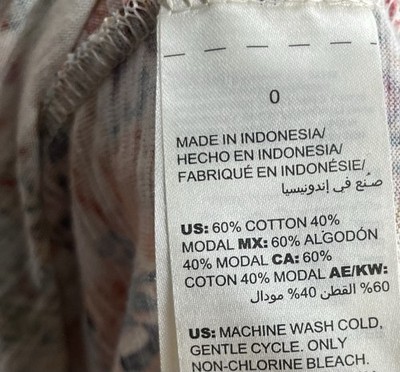 0
MADE IN INDONESIA/
HECHO EN INDONESIA/
FABRIQUÉ EN INDONÉSIE/
صُنع في إندونيسيا
US: 60% COTTON 40%
MODAL MX: 60% ALGODÓN
40% MODAL CA: 60%
COTON 40% MODAL AE/KW:
60% القطن 40% مودال
US: MACHINE WASH COLD,
GENTLE CYCLE. ONLY
NON-CHLORINE BLEACH.